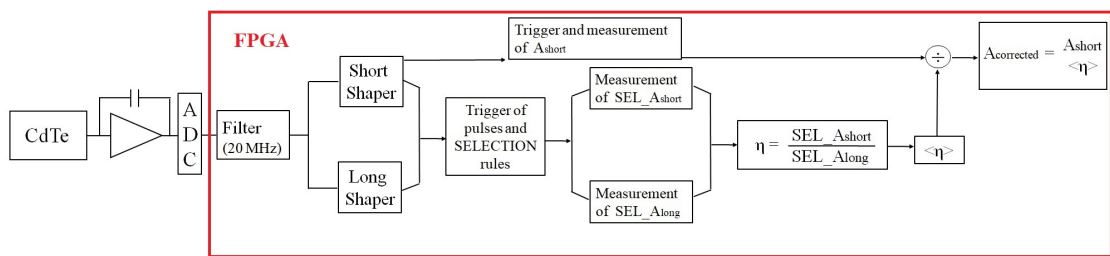 FPGA
CdTe
A
D
C
Filter
(20 MHz)
Short
Shaper
Long
Shaper
Trigger and measurement
of Ashort
Trigger of
pulses and
SELECTION
rules
Measurement
of SEL_Ashort
Measurement
of SEL_Along
η = SEL_Ashort
SEL_Along
<η>
÷
Acorrected = Ashort
<η>